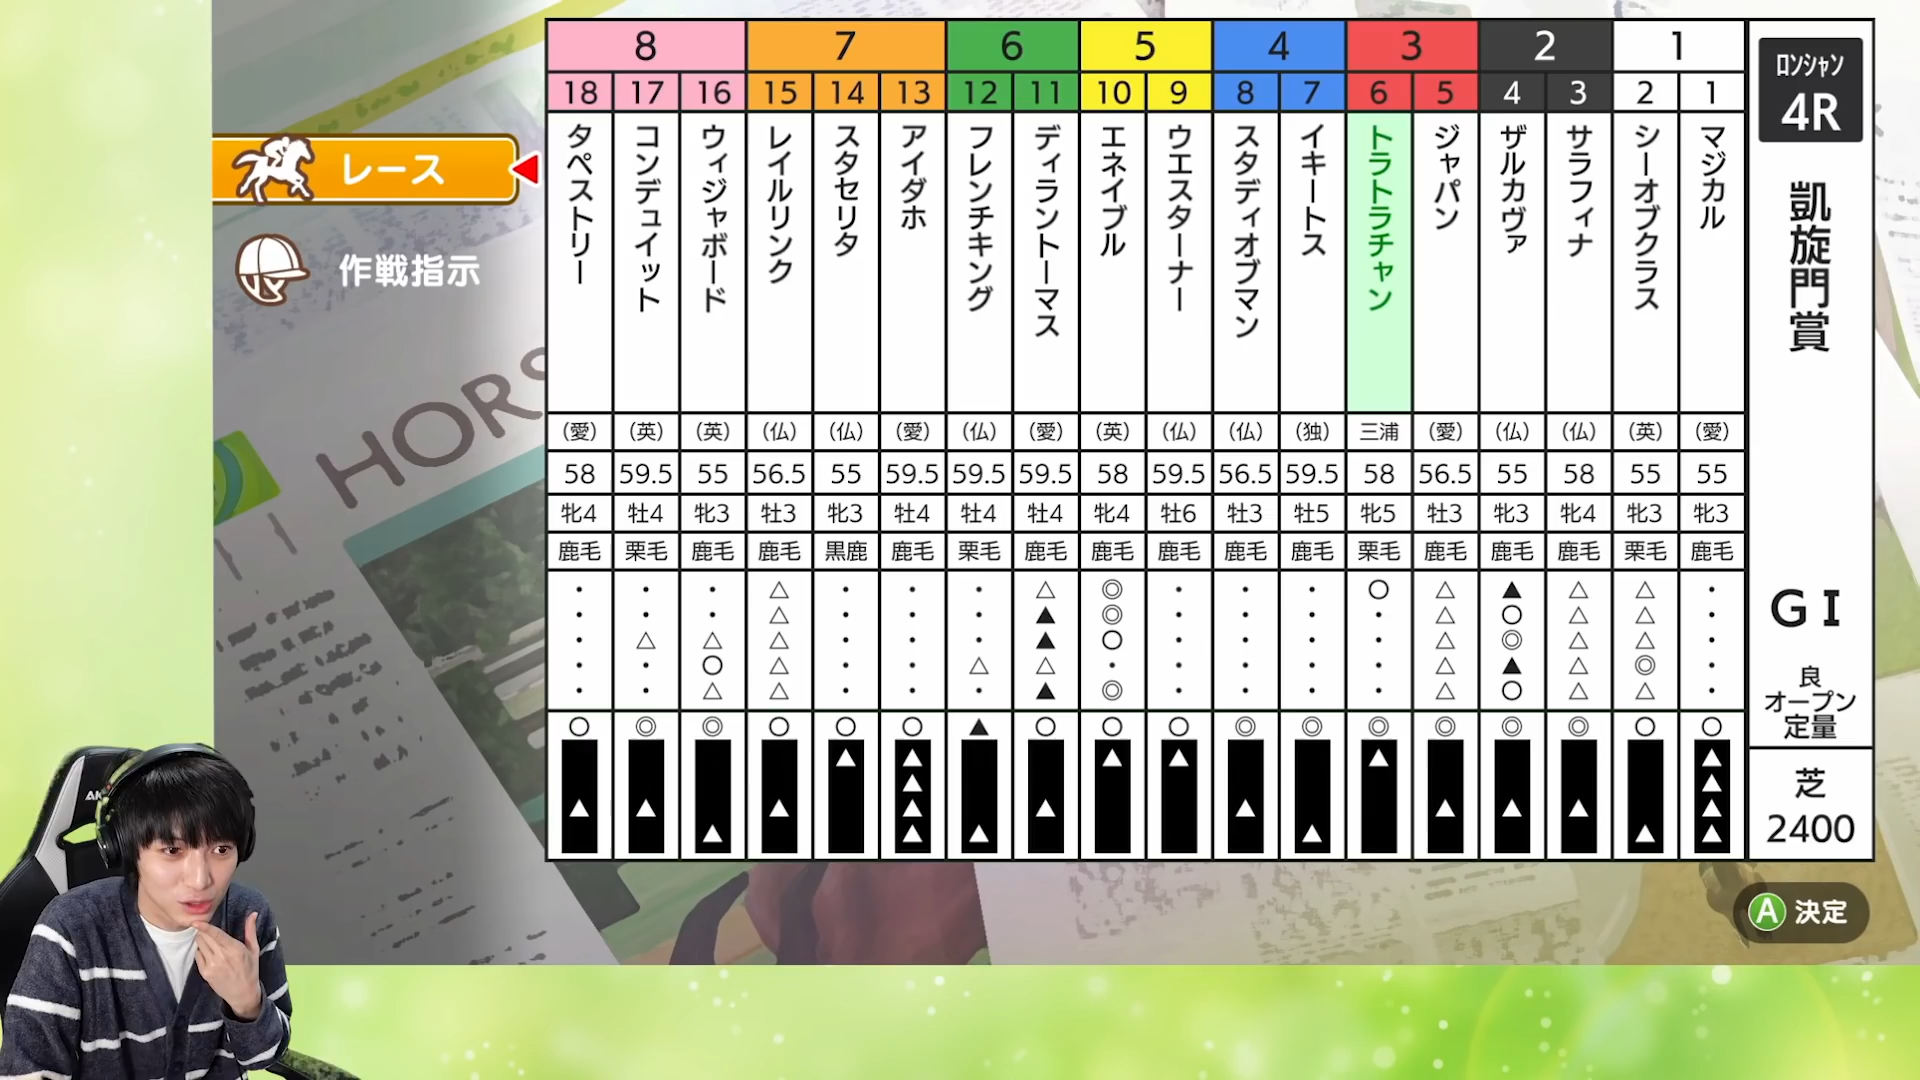 レース
作戦指示
HORS
8 7 6 5 4 3 2 1
18 17 16 15 14 13 12 11 10 9 8 7 6 5 4 3 2 1
タペストリー
コンデュイット
ウィジャボード
レイルリンク
スタセリタ
アイダホ
フレンチキング
ディラントーマス
エネイブル
ウエスターナー
スタディオブマン
イキートス
トラトラチャン
ジャパン
ザルカヴァ
サラフィナ
シーオブクラス
マジカル
(愛) (英) (英) (仏) (仏) (愛) (仏) (愛) (英) (仏) (仏) (独) 三浦 (愛) (仏) (仏) (英) (愛)
58 59.5 55 56.5 55 59.5 59.5 59.5 58 59.5 56.5 59.5 58 56.5 55 58 55 55
牝4 牡4 牝3 牡3 牝3 牡4 牡4 牡4 牝4 牡6 牡3 牡5 牝5 牡3 牝3 牝4 牝3 牝3
鹿毛 栗毛 鹿毛 鹿毛 黒鹿 鹿毛 栗毛 鹿毛 鹿毛 鹿毛 鹿毛 鹿毛 栗毛 鹿毛 鹿毛 鹿毛 栗毛 鹿毛
・ ・ ・ △ ・ ・ ・ △ ◎ ・ ・ ・ ○ △ ▲ △ △ ・
・ ・ ・ △ ・ ・ ・ ▲ ◎ ・ ・ ・ ・ △ ○ △ △ ・
・ △ △ △ ・ ・ ・ ▲ ○ ・ ・ ・ ・ △ ◎ △ △ ・
・ ・ ○ △ ・ ・ △ △ ・ ・ ・ ・ ・ △ ▲ △ ◎ ・
・ ・ △ △ ・ ・ ・ ▲ ◎ ・ ・ ・ ・ △ ○ △ △ ・
○ ◎ ◎ ○ ○ ○ ▲ ○ ○ ○ ◎ ◎ ◎ ◎ ◎ ◎ ○ ○
ロンシャン
4R
凱旋門賞
GI
良
オープン
定量
芝
2400
A 決定